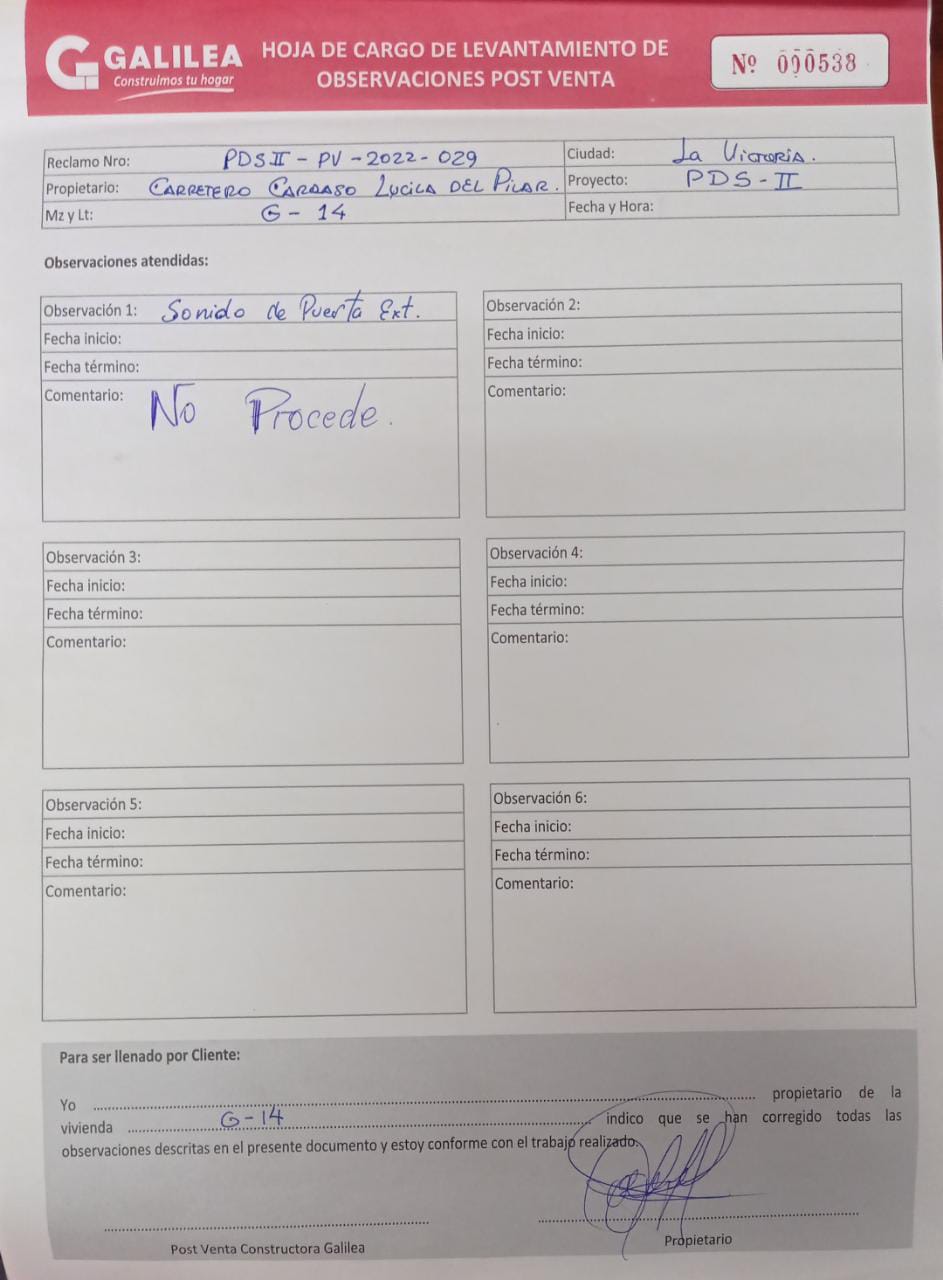 GALILEA
Construimos tu hogar
HOJA DE CARGO DE LEVANTAMIENTO DE
OBSERVACIONES POST VENTA
Nº 000538
Reclamo Nro: PDS II - PV - 2022 - 029
Ciudad: La Victoria.
Propietario: CARRETERO CARDASO LUCILA DEL PILAR.
Proyecto: PDS - II
Mz y Lt: G - 14
Fecha y Hora:
Observaciones atendidas:
Observación 1: Sonido de Puerta Ext.
Fecha inicio:
Fecha término:
Comentario: No Procede.
Observación 2:
Fecha inicio:
Fecha término:
Comentario:
Observación 3:
Fecha inicio:
Fecha término:
Comentario:
Observación 4:
Fecha inicio:
Fecha término:
Comentario:
Observación 5:
Fecha inicio:
Fecha término:
Comentario:
Observación 6:
Fecha inicio:
Fecha término:
Comentario:
Para ser llenado por Cliente:
Yo ........ propietario de la
vivienda ........ G - 14 ........ indico que se han corregido todas las
observaciones descritas en el presente documento y estoy conforme con el trabajo realizado.
Post Venta Constructora Galilea
Propietario